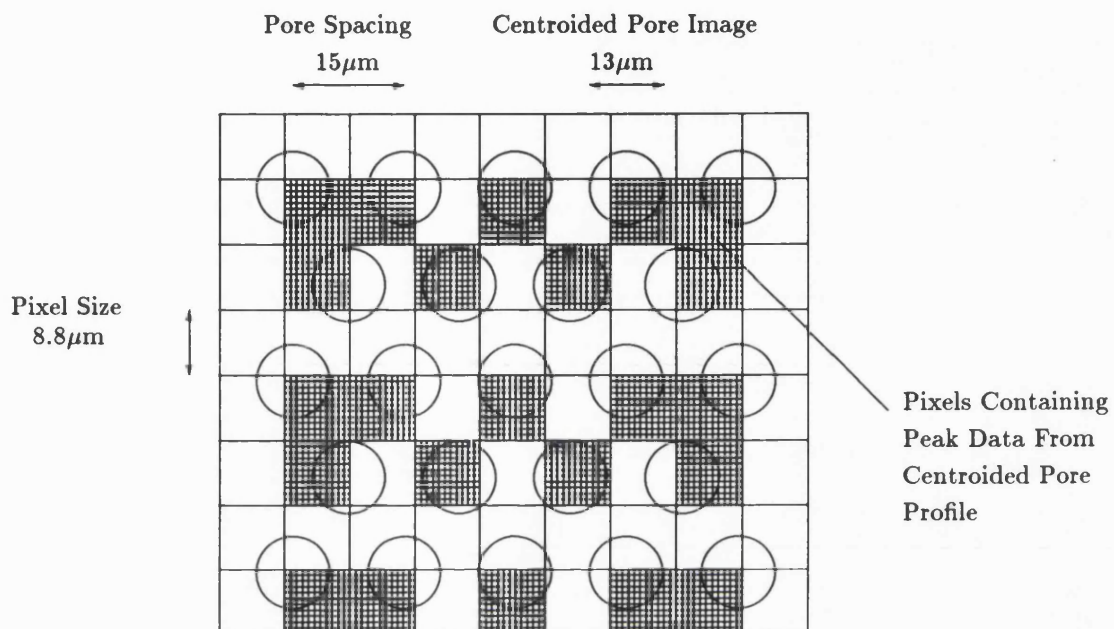 Pore Spacing
15μm
Centroided Pore Image
13μm
Pixel Size
8.8μm
Pixels Containing
Peak Data From
Centroided Pore
Profile